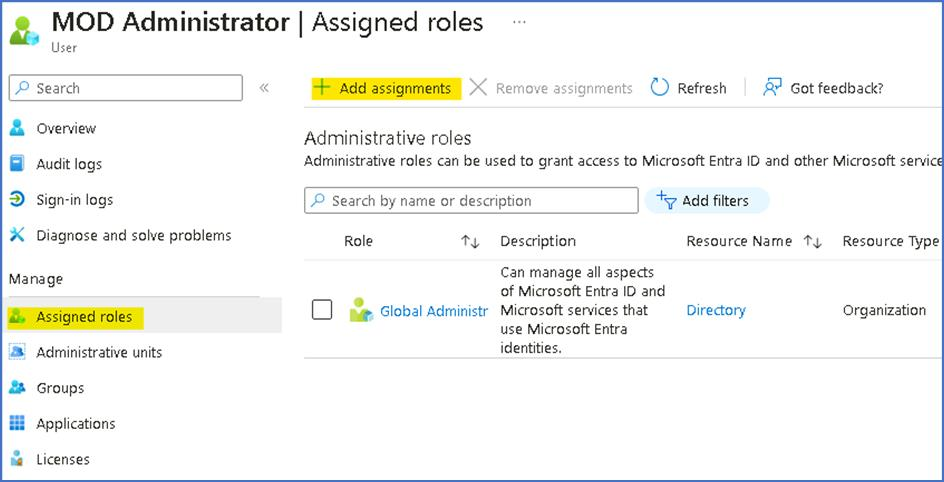 MOD Administrator | Assigned roles ...
User
Search
«
Add assignments
Remove assignments
Refresh
Got feedback?
Overview
Audit logs
Sign-in logs
Diagnose and solve problems
Manage
Assigned roles
Administrative units
Groups
Applications
Licenses
Administrative roles
Administrative roles can be used to grant access to Microsoft Entra ID and other Microsoft service
Search by name or description
Add filters
Role
Description
Resource Name
Resource Type
Global Administr
Can manage all aspects
of Microsoft Entra ID and
Microsoft services that
use Microsoft Entra
identities.
Directory
Organization